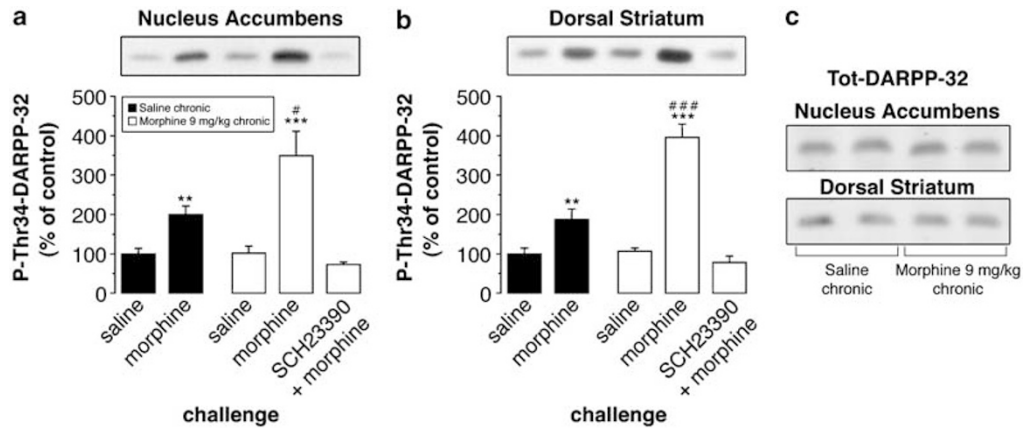 a
Nucleus Accumbens
P-Thr34-DARPP-32
(% of control)
500
400
300
200
100
0
Saline chronic
Morphine 9 mg/kg chronic
**
#
***
saline
morphine
saline
morphine
SCH23390
+ morphine
challenge
b
Dorsal Striatum
P-Thr34-DARPP-32
(% of control)
500
400
300
200
100
0
**
###
***
saline
morphine
saline
morphine
SCH23390
+ morphine
challenge
c
Tot-DARPP-32
Nucleus Accumbens
Dorsal Striatum
Saline
chronic
Morphine 9 mg/kg
chronic